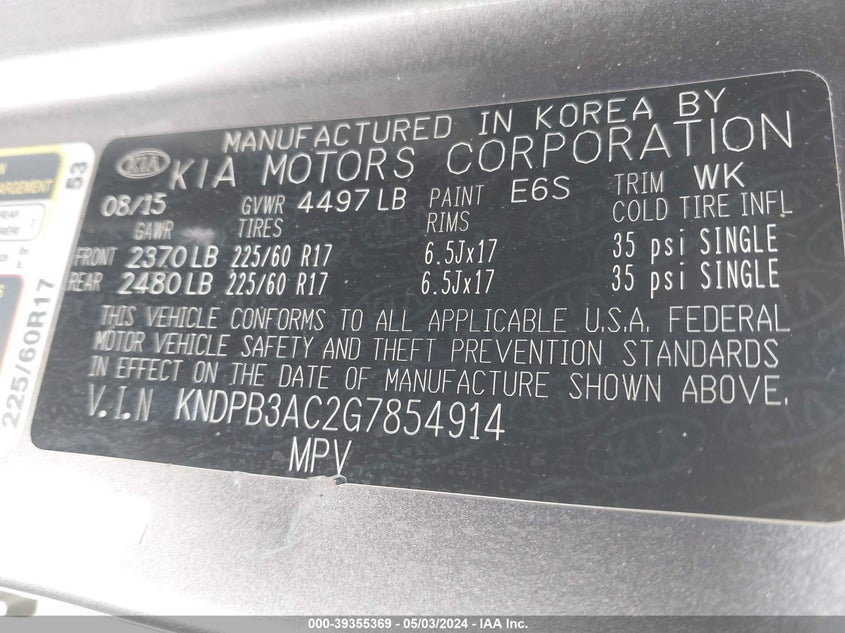 MANUFACTURED IN KOREA BY
KIA KIA MOTORS CORPORATION
08/15 GVWR 4497 LB PAINT E6S TRIM WK
GAWR TIRES RIMS COLD TIRE INFL
FRONT 2370 LB 225/60 R17 6.5Jx17 35 psi SINGLE
REAR 2480 LB 225/60 R17 6.5Jx17 35 psi SINGLE
THIS VEHICLE CONFORMS TO ALL APPLICABLE U.S.A. FEDERAL
MOTOR VEHICLE SAFETY AND THEFT PREVENTION STANDARDS
IN EFFECT ON THE DATE OF MANUFACTURE SHOWN ABOVE.
V.I.N KNDPB3AC2G7854914
MPV
53
225/60R17
000-39355369 - 05/03/2024 - IAA Inc.